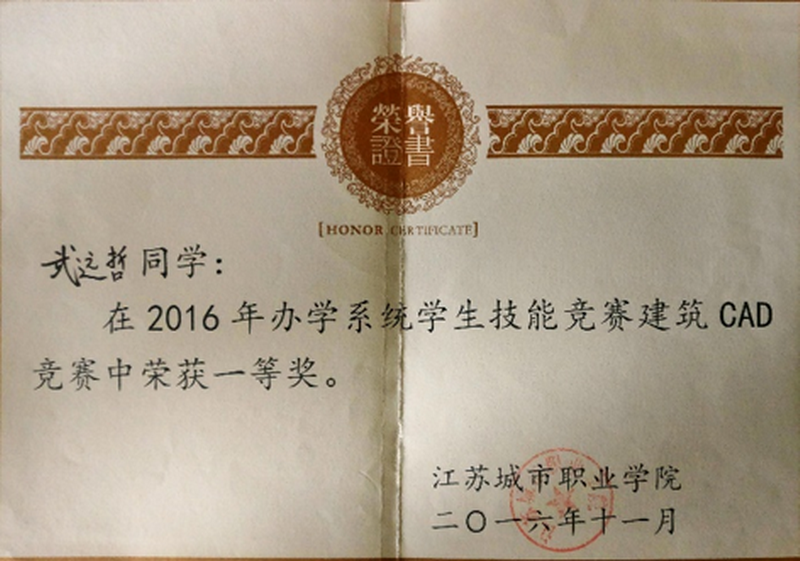 榮譽
證書
[HONOR CERTIFICATE]
武远哲同学：
在2016年办学系统学生技能竞赛建筑CAD
竞赛中荣获一等奖。
江苏城市职业学院
二〇一六年十一月